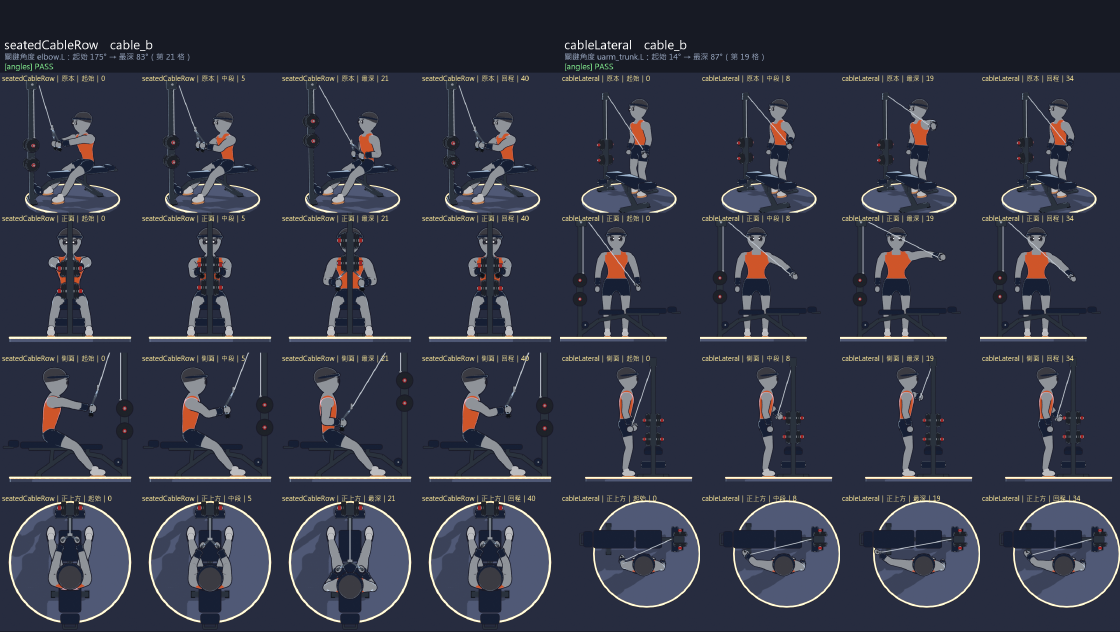 seatedCableRow cable_b
關鍵角度 elbow.L：起始 175° → 最深 83°（第 21 格）
[angles] PASS
cableLateral cable_b
關鍵角度 uarm_trunk.L：起始 14° → 最深 87°（第 19 格）
[angles] PASS
seatedCableRow | 原本 | 起始 | 0
seatedCableRow | 原本 | 中段 | 5
seatedCableRow | 原本 | 最深 | 21
seatedCableRow | 原本 | 回程 | 40
cableLateral | 原本 | 起始 | 0
cableLateral | 原本 | 中段 | 8
cableLateral | 原本 | 最深 | 19
cableLateral | 原本 | 回程 | 34
seatedCableRow | 正面 | 起始 | 0
seatedCableRow | 正面 | 中段 | 5
seatedCableRow | 正面 | 最深 | 21
seatedCableRow | 正面 | 回程 | 40
cableLateral | 正面 | 起始 | 0
cableLateral | 正面 | 中段 | 8
cableLateral | 正面 | 最深 | 19
cableLateral | 正面 | 回程 | 34
seatedCableRow | 側面 | 起始 | 0
seatedCableRow | 側面 | 中段 | 5
seatedCableRow | 側面 | 最深 | 21
seatedCableRow | 側面 | 回程 | 40
cableLateral | 側面 | 起始 | 0
cableLateral | 側面 | 中段 | 8
cableLateral | 側面 | 最深 | 19
cableLateral | 側面 | 回程 | 34
seatedCableRow | 正上方 | 起始 | 0
seatedCableRow | 正上方 | 中段 | 5
seatedCableRow | 正上方 | 最深 | 21
seatedCableRow | 正上方 | 回程 | 40
cableLateral | 正上方 | 起始 | 0
cableLateral | 正上方 | 中段 | 8
cableLateral | 正上方 | 最深 | 19
cableLateral | 正上方 | 回程 | 34